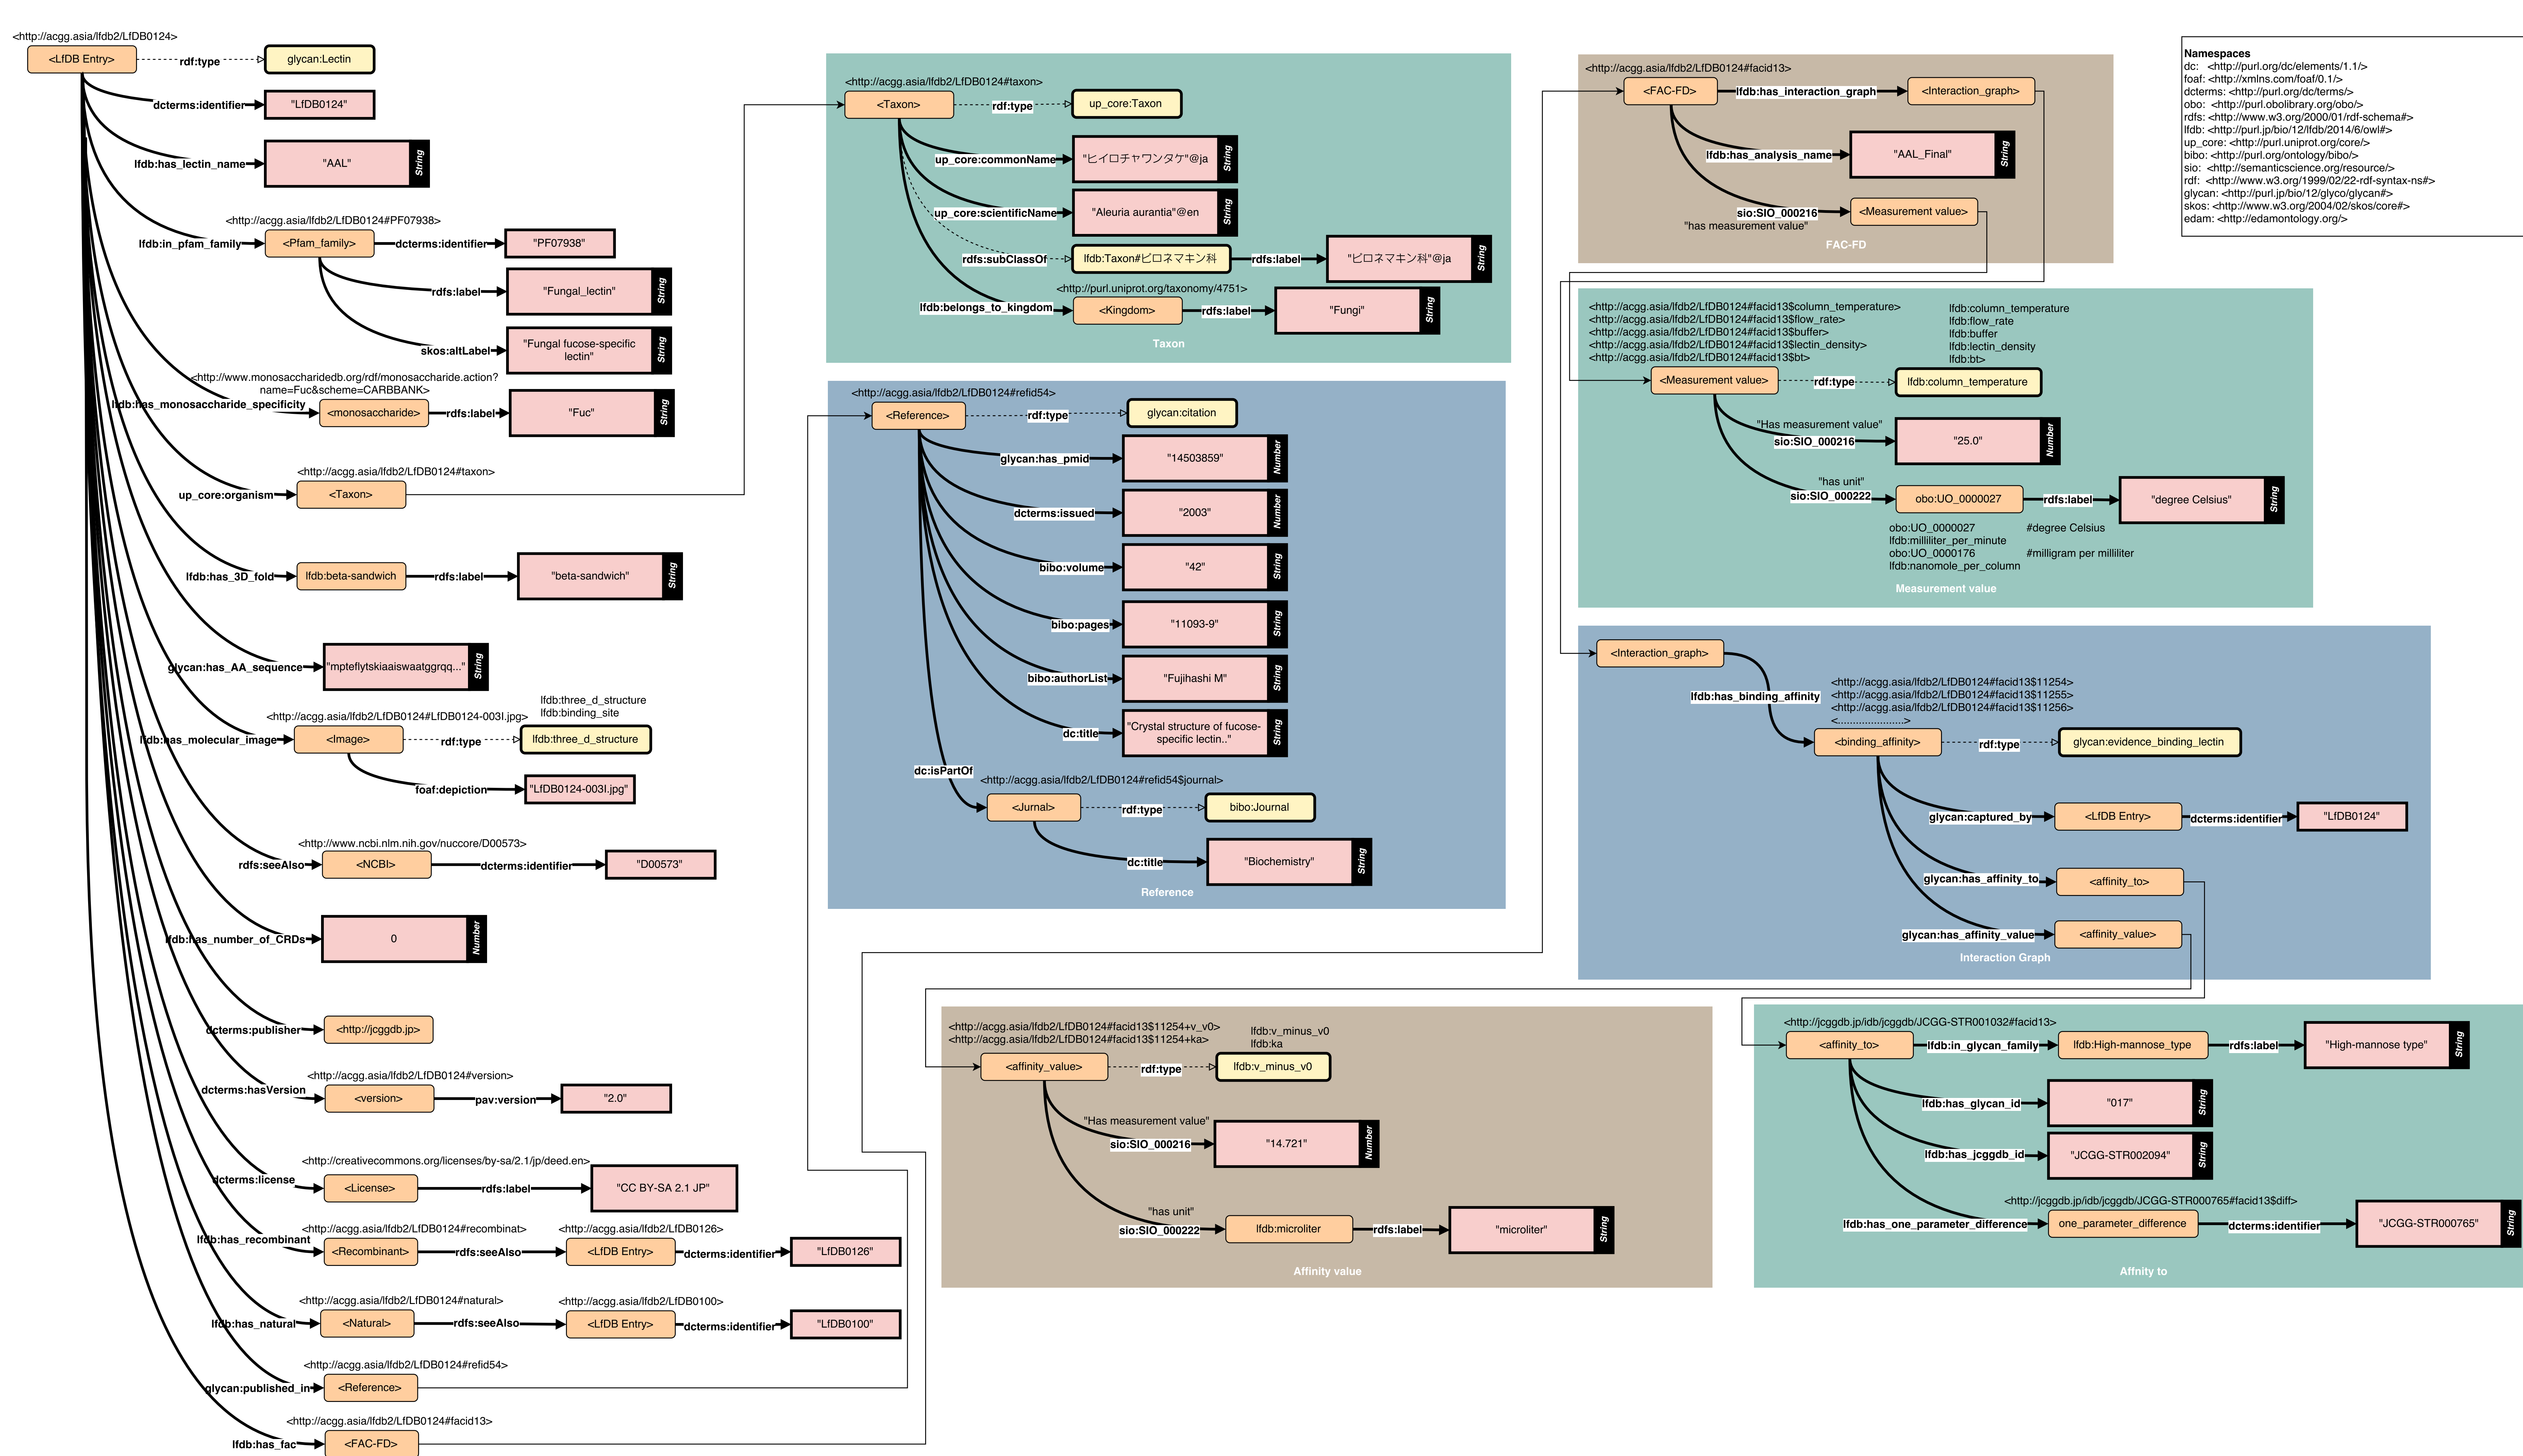 <http://acgg.asia/lfdb2/LfDB0124>
<LfDB Entry>
rdf:type
glycan:Lectin
dcterms:identifier
"LfDB0124"
lfdb:has_lectin_name
"AAL"
String
<http://acgg.asia/lfdb2/LfDB0124#PF07938>
lfdb:in_pfam_family
<Pfam_family>
dcterms:identifier
"PF07938"
rdfs:label
"Fungal_lectin"
String
skos:altLabel
"Fungal fucose-specific
lectin"
String
<http://www.monosaccharidedb.org/rdf/monosaccharide.action?
name=Fuc&scheme=CARBBANK>
lfdb:has_monosaccharide_specificity
<monosaccharide>
rdfs:label
"Fuc"
String
<http://acgg.asia/lfdb2/LfDB0124#taxon>
up_core:organism
<Taxon>
lfdb:has_3D_fold
lfdb:beta-sandwich
rdfs:label
"beta-sandwich"
String
glycan:has_AA_sequence
"mpteflytskiaaiswaatggrqq..."
String
lfdb:three_d_structure
lfdb:binding_site
<http://acgg.asia/lfdb2/LfDB0124#LfDB0124-003l.jpg>
lfdb:has_molecular_image
<Image>
rdf:type
lfdb:three_d_structure
foaf:depiction
"LfDB0124-003l.jpg"
<http://www.ncbi.nlm.nih.gov/nuccore/D00573>
rdfs:seeAlso
<NCBI>
dcterms:identifier
"D00573"
lfdb:has_number_of_CRDs
0
Number
dcterms:publisher
<http://jcggdb.jp>
<http://acgg.asia/lfdb2/LfDB0124#version>
dcterms:hasVersion
<version>
pav:version
"2.0"
<http://creativecommons.org/licenses/by-sa/2.1/jp/deed.en>
dcterms:license
<License>
rdfs:label
"CC BY-SA 2.1 JP"
<http://acgg.asia/lfdb2/LfDB0124#recombinat>
<http://acgg.asia/lfdb2/LfDB0126>
lfdb:has_recombinant
<Recombinant>
rdfs:seeAlso
<LfDB Entry>
dcterms:identifier
"LfDB0126"
<http://acgg.asia/lfdb2/LfDB0124#natural>
<http://acgg.asia/lfdb2/LfDB0100>
lfdb:has_natural
<Natural>
rdfs:seeAlso
<LfDB Entry>
dcterms:identifier
"LfDB0100"
<http://acgg.asia/lfdb2/LfDB0124#refid54>
glycan:published_in
<Reference>
<http://acgg.asia/lfdb2/LfDB0124#facid13>
lfdb:has_fac
<FAC-FD>
<http://acgg.asia/lfdb2/LfDB0124#taxon>
<Taxon>
rdf:type
up_core:Taxon
up_core:commonName
"ヒイロチャワンタケ"@ja
String
up_core:scientificName
"Aleuria aurantia"@en
String
rdfs:subClassOf
lfdb:Taxon#ピロネマキン科
rdfs:label
"ピロネマキン科"@ja
String
<http://purl.uniprot.org/taxonomy/4751>
lfdb:belongs_to_kingdom
<Kingdom>
rdfs:label
"Fungi"
String
Taxon
<http://acgg.asia/lfdb2/LfDB0124#refid54>
<Reference>
rdf:type
glycan:citation
glycan:has_pmid
"14503859"
Number
dcterms:issued
"2003"
Number
bibo:volume
"42"
String
bibo:pages
"11093-9"
String
bibo:authorList
"Fujihashi M"
String
dc:title
"Crystal structure of fucose-
specific lectin.."
String
dc:isPartOf
<http://acgg.asia/lfdb2/LfDB0124#refid54$journal>
<Jurnal>
rdf:type
bibo:Journal
dc:title
"Biochemistry"
String
Reference
<http://acgg.asia/lfdb2/LfDB0124#facid13>
<FAC-FD>
lfdb:has_interaction_graph
<Interaction_graph>
lfdb:has_analysis_name
"AAL_Final"
String
sio:SIO_000216
<Measurement value>
"has measurement value"
FAC-FD
Namespaces
dc: <http://purl.org/dc/elements/1.1/>
foaf: <http://xmlns.com/foaf/0.1/>
dcterms: <http://purl.org/dc/terms/>
obo: <http://purl.obolibrary.org/obo/>
rdfs: <http://www.w3.org/2000/01/rdf-schema#>
lfdb: <http://purl.jp/bio/12/lfdb/2014/6/owl#>
up_core: <http://purl.uniprot.org/core/>
bibo: <http://purl.org/ontology/bibo/>
sio: <http://semanticscience.org/resource/>
rdf: <http://www.w3.org/1999/02/22-rdf-syntax-ns#>
glycan: <http://purl.jp/bio/12/glyco/glycan#>
skos: <http://www.w3.org/2004/02/skos/core#>
edam: <http://edamontology.org/>
<http://acgg.asia/lfdb2/LfDB0124#facid13$column_temperature>
<http://acgg.asia/lfdb2/LfDB0124#facid13$flow_rate>
<http://acgg.asia/lfdb2/LfDB0124#facid13$buffer>
<http://acgg.asia/lfdb2/LfDB0124#facid13$lectin_density>
<http://acgg.asia/lfdb2/LfDB0124#facid13$bt>
lfdb:column_temperature
lfdb:flow_rate
lfdb:buffer
lfdb:lectin_density
lfdb:bt>
<Measurement value>
rdf:type
lfdb:column_temperature
"Has measurement value"
sio:SIO_000216
"25.0"
Number
"has unit"
sio:SIO_000222
obo:UO_0000027
rdfs:label
"degree Celsius"
String
obo:UO_0000027 #degree Celsius
lfdb:milliliter_per_minute
obo:UO_0000176 #milligram per milliliter
lfdb:nanomole_per_column
Measurement value
<Interaction_graph>
lfdb:has_binding_affinity
<http://acgg.asia/lfdb2/LfDB0124#facid13$11254>
<http://acgg.asia/lfdb2/LfDB0124#facid13$11255>
<http://acgg.asia/lfdb2/LfDB0124#facid13$11256>
<......................>
<binding_affinity>
rdf:type
glycan:evidence_binding_lectin
glycan:captured_by
<LfDB Entry>
dcterms:identifier
"LfDB0124"
glycan:has_affinity_to
<affinity_to>
glycan:has_affinity_value
<affinity_value>
Interaction Graph
<http://acgg.asia/lfdb2/LfDB0124#facid13$11254+v_v0>
<http://acgg.asia/lfdb2/LfDB0124#facid13$11254+ka>
lfdb:v_minus_v0
lfdb:ka
<affinity_value>
rdf:type
lfdb:v_minus_v0
"Has measurement value"
sio:SIO_000216
"14.721"
Number
"has unit"
sio:SIO_000222
lfdb:microliter
rdfs:label
"microliter"
String
Affinity value
<http://jcggdb.jp/idb/jcggdb/JCGG-STR001032#facid13>
<affinity_to>
lfdb:in_glycan_family
lfdb:High-mannose_type
rdfs:label
"High-mannose type"
String
lfdb:has_glycan_id
"017"
String
lfdb:has_jcggdb_id
"JCGG-STR002094"
String
<http://jcggdb.jp/idb/jcggdb/JCGG-STR000765#facid13$diff>
lfdb:has_one_parameter_difference
one_parameter_difference
dcterms:identifier
"JCGG-STR000765"
String
Affnity to